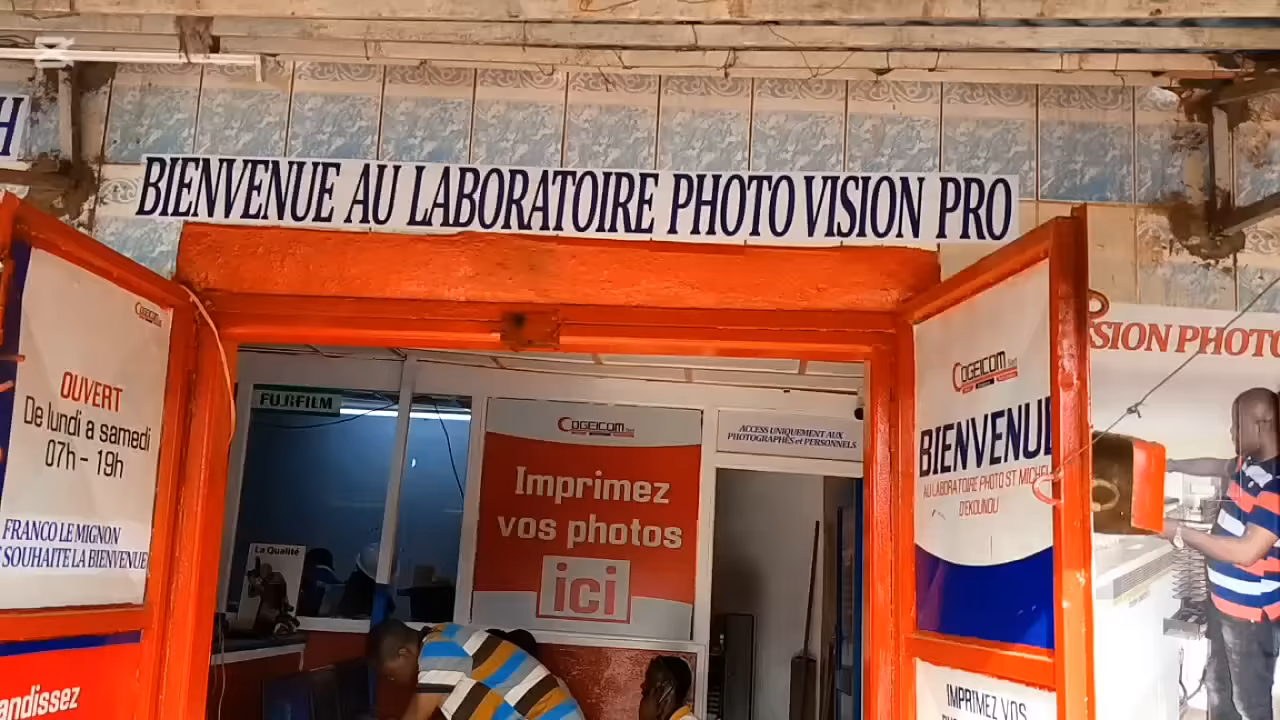 H
BIENVENUE AU LABORATOIRE PHOTO VISION PRO
COGEICOM
OUVERT
De lundi a samedi
07h - 19h
FRANCO LE MIGNON
SOUHAITE LA BIENVENUE
andissez
FUJIFILM
La Qualité
COGEICOM
Imprimez
vos photos
ici
ACCESS UNIQUEMENT AUX
PHOTOGRAPHES et PERSONNELS
COGEICOM
BIENVENUE
AU LABORATOIRE PHOTO ST MICHEL
D'EKOUNOU
IMPRIMEZ VOS
SION PHOTO